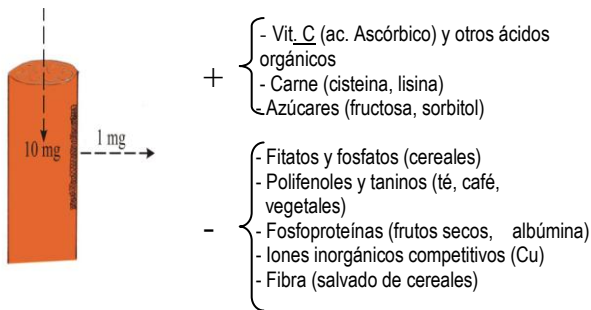 - Vit. C (ac. Ascórbico) y otros ácidos
orgánicos
- Carne (cisteina, lisina)
- Azúcares (fructosa, sorbitol)
+
10 mg
1 mg
- Fitatos y fosfatos (cereales)
- Polifenoles y taninos (té, café,
vegetales)
- Fosfoproteínas (frutos secos, albúmina)
- Iones inorgánicos competitivos (Cu)
- Fibra (salvado de cereales)
-